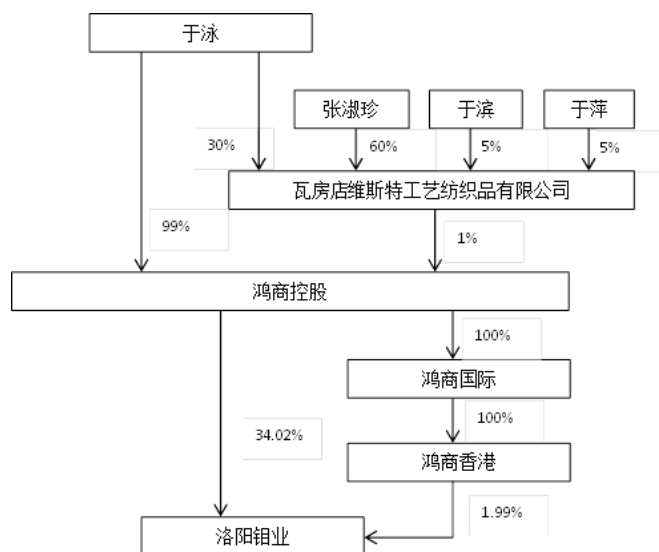 于泳
张淑珍
于滨
于萍
30%
60%
5%
5%
瓦房店维斯特工艺纺织品有限公司
99%
1%
鸿商控股
100%
鸿商国际
34.02%
100%
鸿商香港
1.99%
洛阳钼业